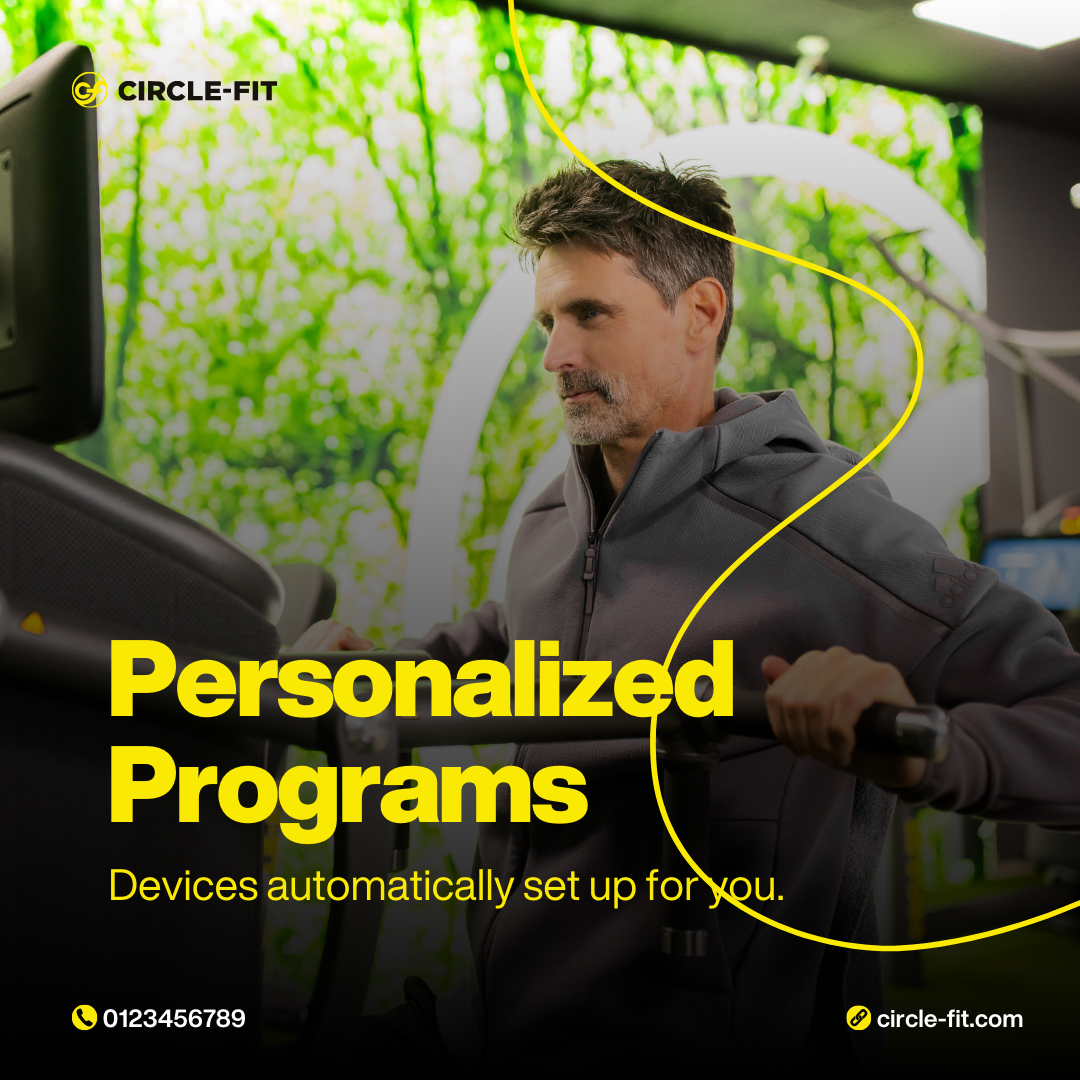 CIRCLE-FIT
Personalized
Programs
Devices automatically set up for you.
0123456789
circle-fit.com